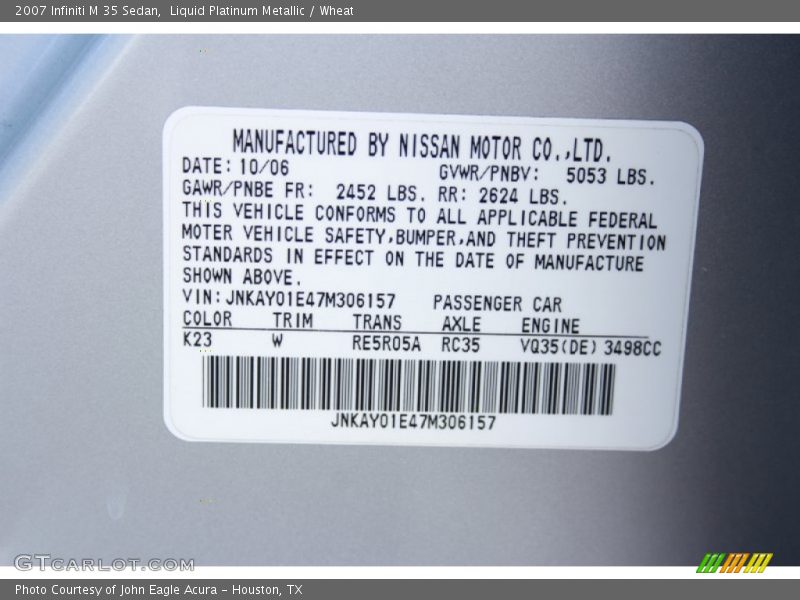 2007 Infiniti M 35 Sedan,  Liquid Platinum Metallic / Wheat
MANUFACTURED BY NISSAN MOTOR CO.,LTD.
DATE: 10/06 GVWR/PNBV: 5053 LBS.
GAWR/PNBE FR: 2452 LBS. RR: 2624 LBS.
THIS VEHICLE CONFORMS TO ALL APPLICABLE FEDERAL
MOTER VEHICLE SAFETY,BUMPER,AND THEFT PREVENTION
STANDARDS IN EFFECT ON THE DATE OF MANUFACTURE
SHOWN ABOVE.
VIN: JNKAY01E47M306157 PASSENGER CAR
COLOR TRIM TRANS AXLE ENGINE
K23 W RE5R05A RC35 VQ35(DE) 3498CC
JNKAY01E47M306157
GTCARLOT.COM
Photo Courtesy of John Eagle Acura - Houston, TX